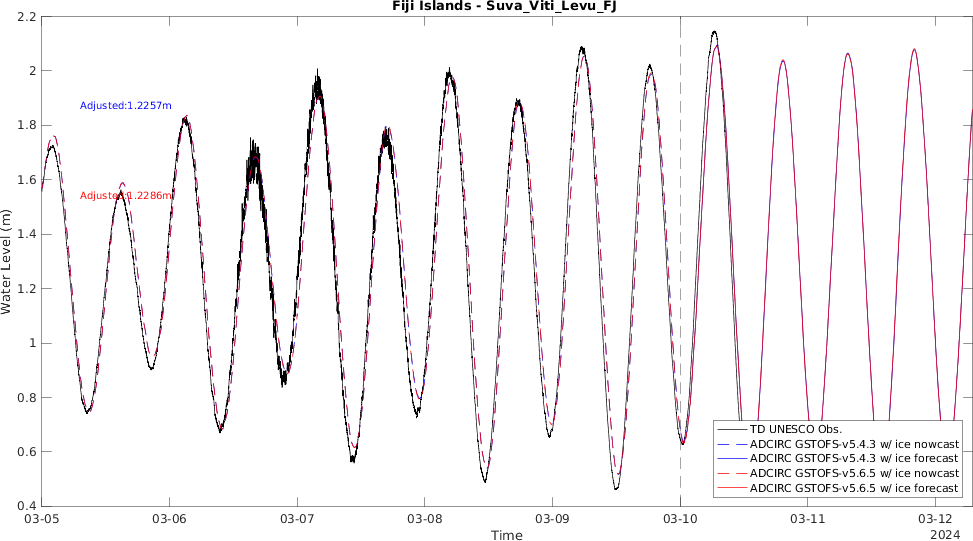 Fiji Islands - Suva_Viti_Levu_FJ
2.2
2
1.8
1.6
1.4
1.2
1
0.8
0.6
0.4
Water Level (m)
Adjusted:1.2257m
Adjusted:1.2286m
TD UNESCO Obs.
ADCIRC GSTOFS-v5.4.3 w/ ice nowcast
ADCIRC GSTOFS-v5.4.3 w/ ice forecast
ADCIRC GSTOFS-v5.6.5 w/ ice nowcast
ADCIRC GSTOFS-v5.6.5 w/ ice forecast
03-05 03-06 03-07 03-08 03-09 03-10 03-11 03-12
2024
Time